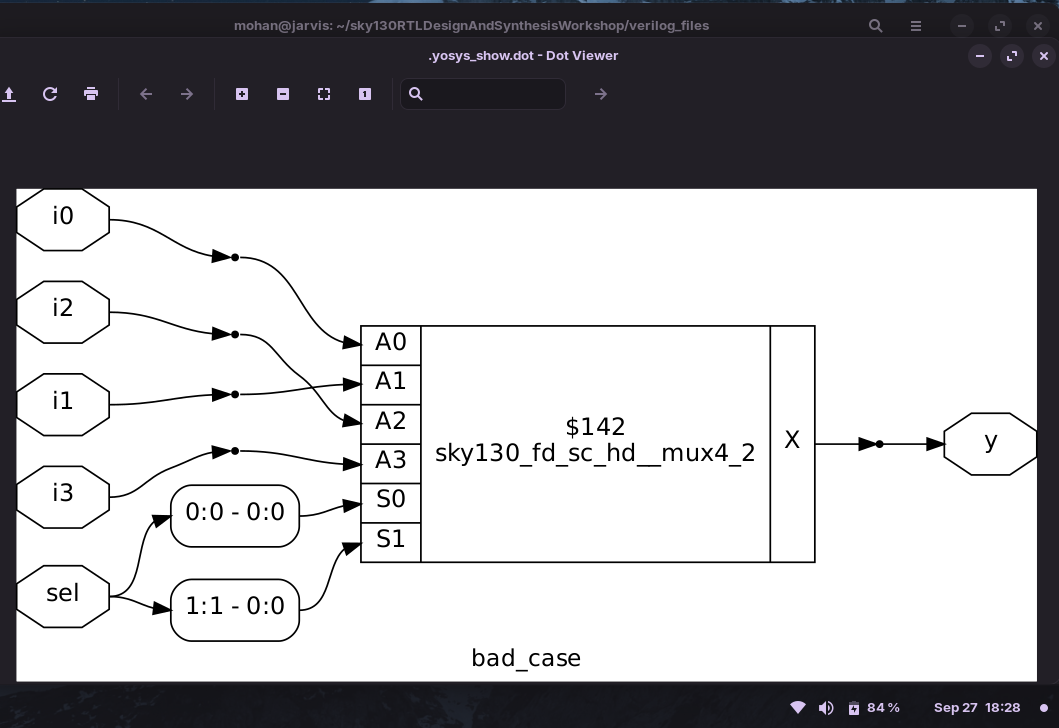 mohan@jarvis: ~/sky130RTLDesignAndSynthesisWorkshop/verilog_files
.yosys_show.dot - Dot Viewer
1
i0
i2
i1
i3
sel
0:0 - 0:0
1:1 - 0:0
A0
A1
A2
A3
S0
S1
$142
sky130_fd_sc_hd__mux4_2
X
y
bad_case
84 %
Sep 27 18:28